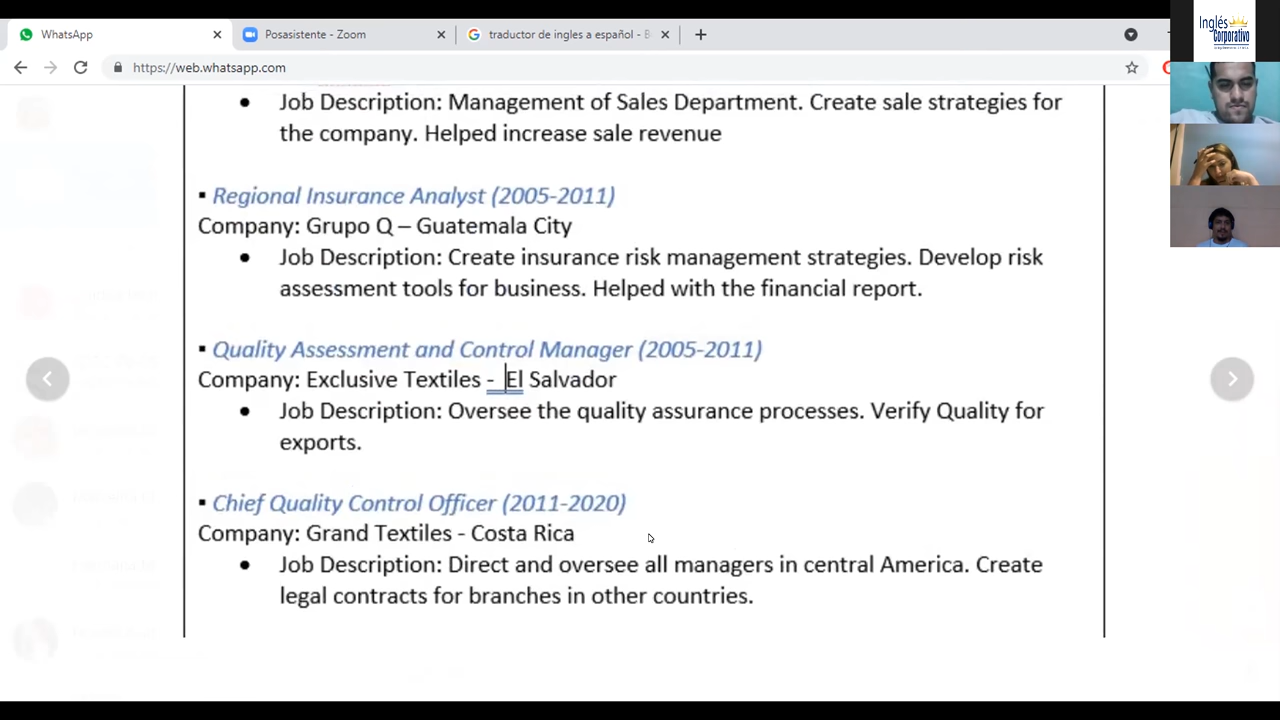 WhatsApp
Posasistente - Zoom
traductor de ingles a español - B
https://web.whatsapp.com
Inglés
Corporativo
• Job Description: Management of Sales Department. Create sale strategies for
the company. Helped increase sale revenue
▪ Regional Insurance Analyst (2005-2011)
Company: Grupo Q – Guatemala City
• Job Description: Create insurance risk management strategies. Develop risk
assessment tools for business. Helped with the financial report.
▪ Quality Assessment and Control Manager (2005-2011)
Company: Exclusive Textiles - El Salvador
• Job Description: Oversee the quality assurance processes. Verify Quality for
exports.
▪ Chief Quality Control Officer (2011-2020)
Company: Grand Textiles - Costa Rica
• Job Description: Direct and oversee all managers in central America. Create
legal contracts for branches in other countries.